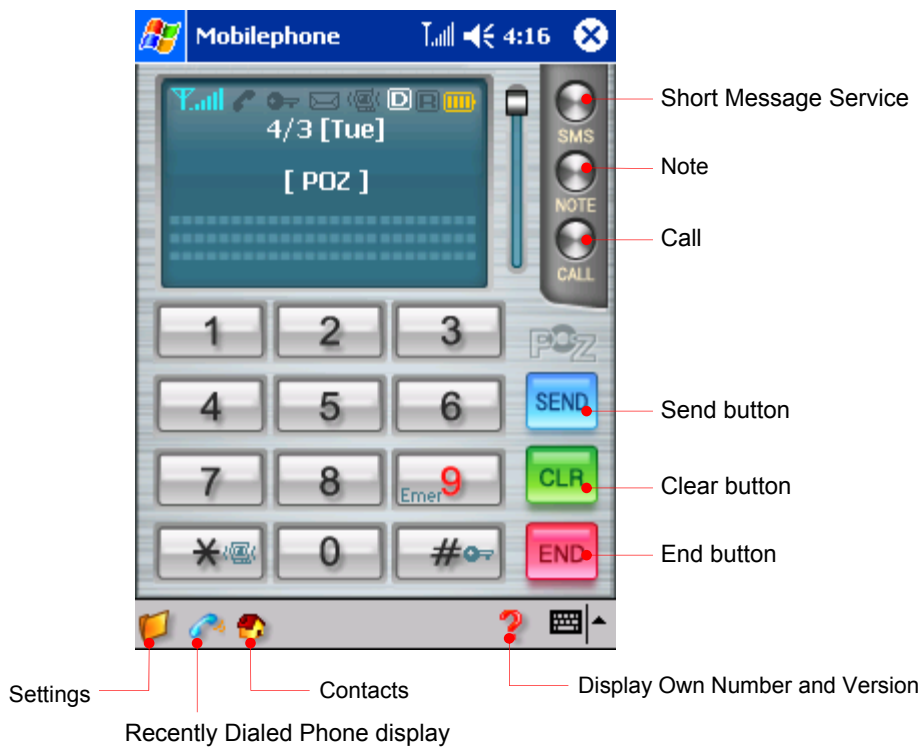 Mobilephone 4:16
4/3 [Tue]
[ POZ ]
SMS
NOTE
CALL
Short Message Service
Note
Call
1 2 3
POZ
4 5 6 SEND
Send button
7 8 Emer 9 CLR
Clear button
* 0 # END
End button
Settings
Recently Dialed Phone display
Contacts
Display Own Number and Version